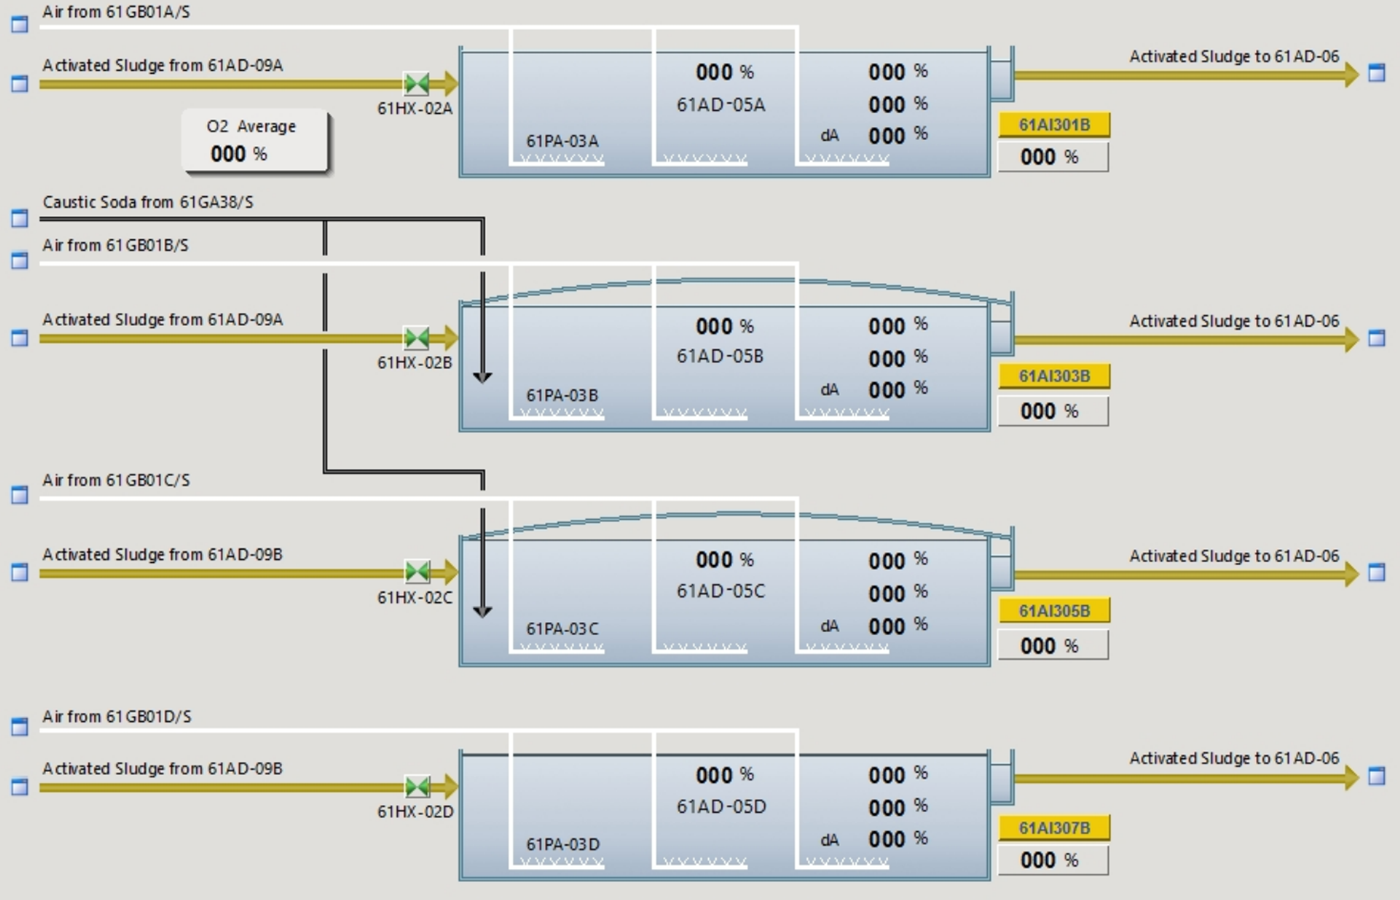 Air from 61GB01A/S
Activated Sludge from 61AD-09A
61HX-02A
O2 Average
000 %
61PA-03A
000 %
61AD-05A
000 %
000 %
dA 000 %
Activated Sludge to 61AD-06
61AI301B
000 %
Caustic Soda from 61GA38/S
Air from 61GB01B/S
Activated Sludge from 61AD-09A
61HX-02B
61PA-03B
000 %
61AD-05B
000 %
000 %
dA 000 %
Activated Sludge to 61AD-06
61AI303B
000 %
Air from 61GB01C/S
Activated Sludge from 61AD-09B
61HX-02C
61PA-03C
000 %
61AD-05C
000 %
000 %
dA 000 %
Activated Sludge to 61AD-06
61AI305B
000 %
Air from 61GB01D/S
Activated Sludge from 61AD-09B
61HX-02D
61PA-03D
000 %
61AD-05D
000 %
000 %
dA 000 %
Activated Sludge to 61AD-06
61AI307B
000 %